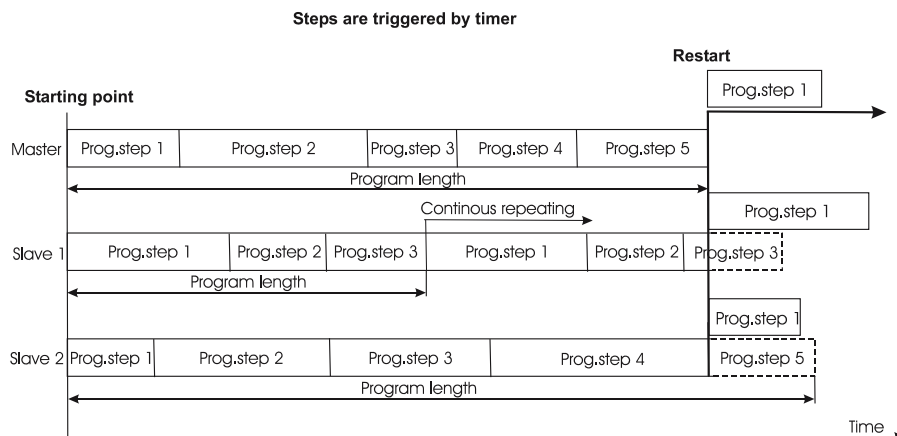 Steps are triggered by timer
Restart
Prog.step 1
Starting point
Master
Prog.step 1
Prog.step 2
Prog.step 3
Prog.step 4
Prog.step 5
Program length
Continous repeating
Prog.step 1
Slave 1
Prog.step 1
Prog.step 2
Prog.step 3
Prog.step 1
Prog.step 2
Prog.step 3
Program length
Prog.step 1
Slave 2
Prog.step 1
Prog.step 2
Prog.step 3
Prog.step 4
Prog.step 5
Program length
Time